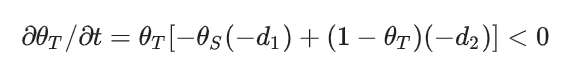 ∂θ_T/∂t = θ_T[−θ_S(−d_1) + (1 − θ_T)(−d_2)] < 0